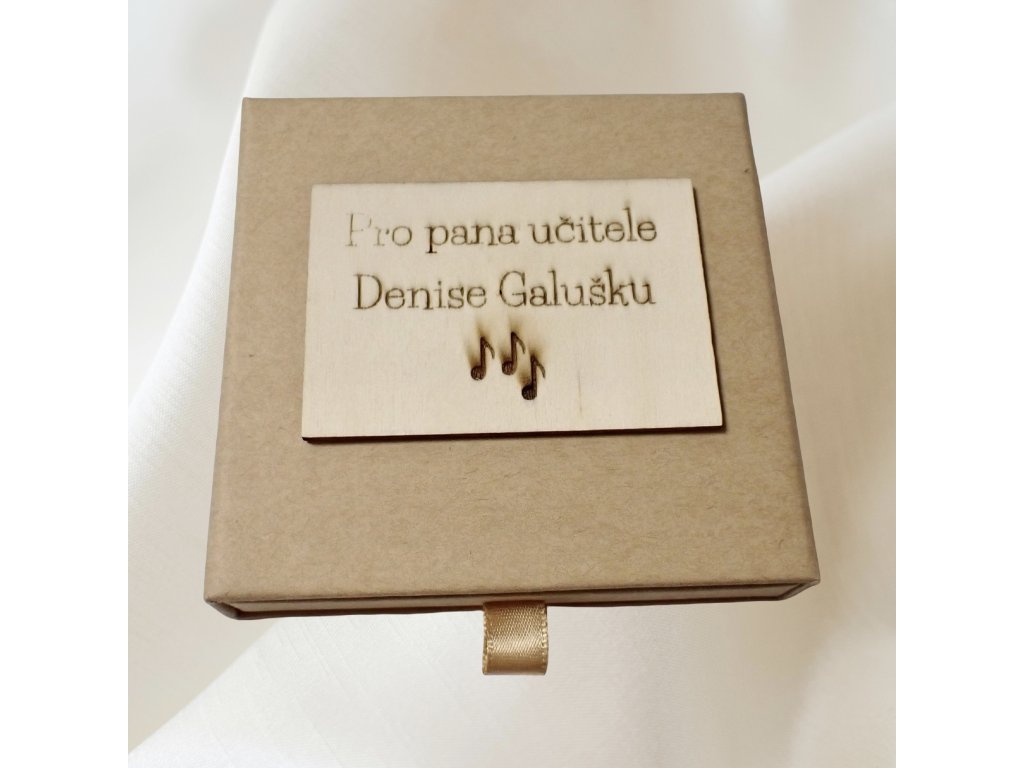 Pro pana učitele
Denise Galušku